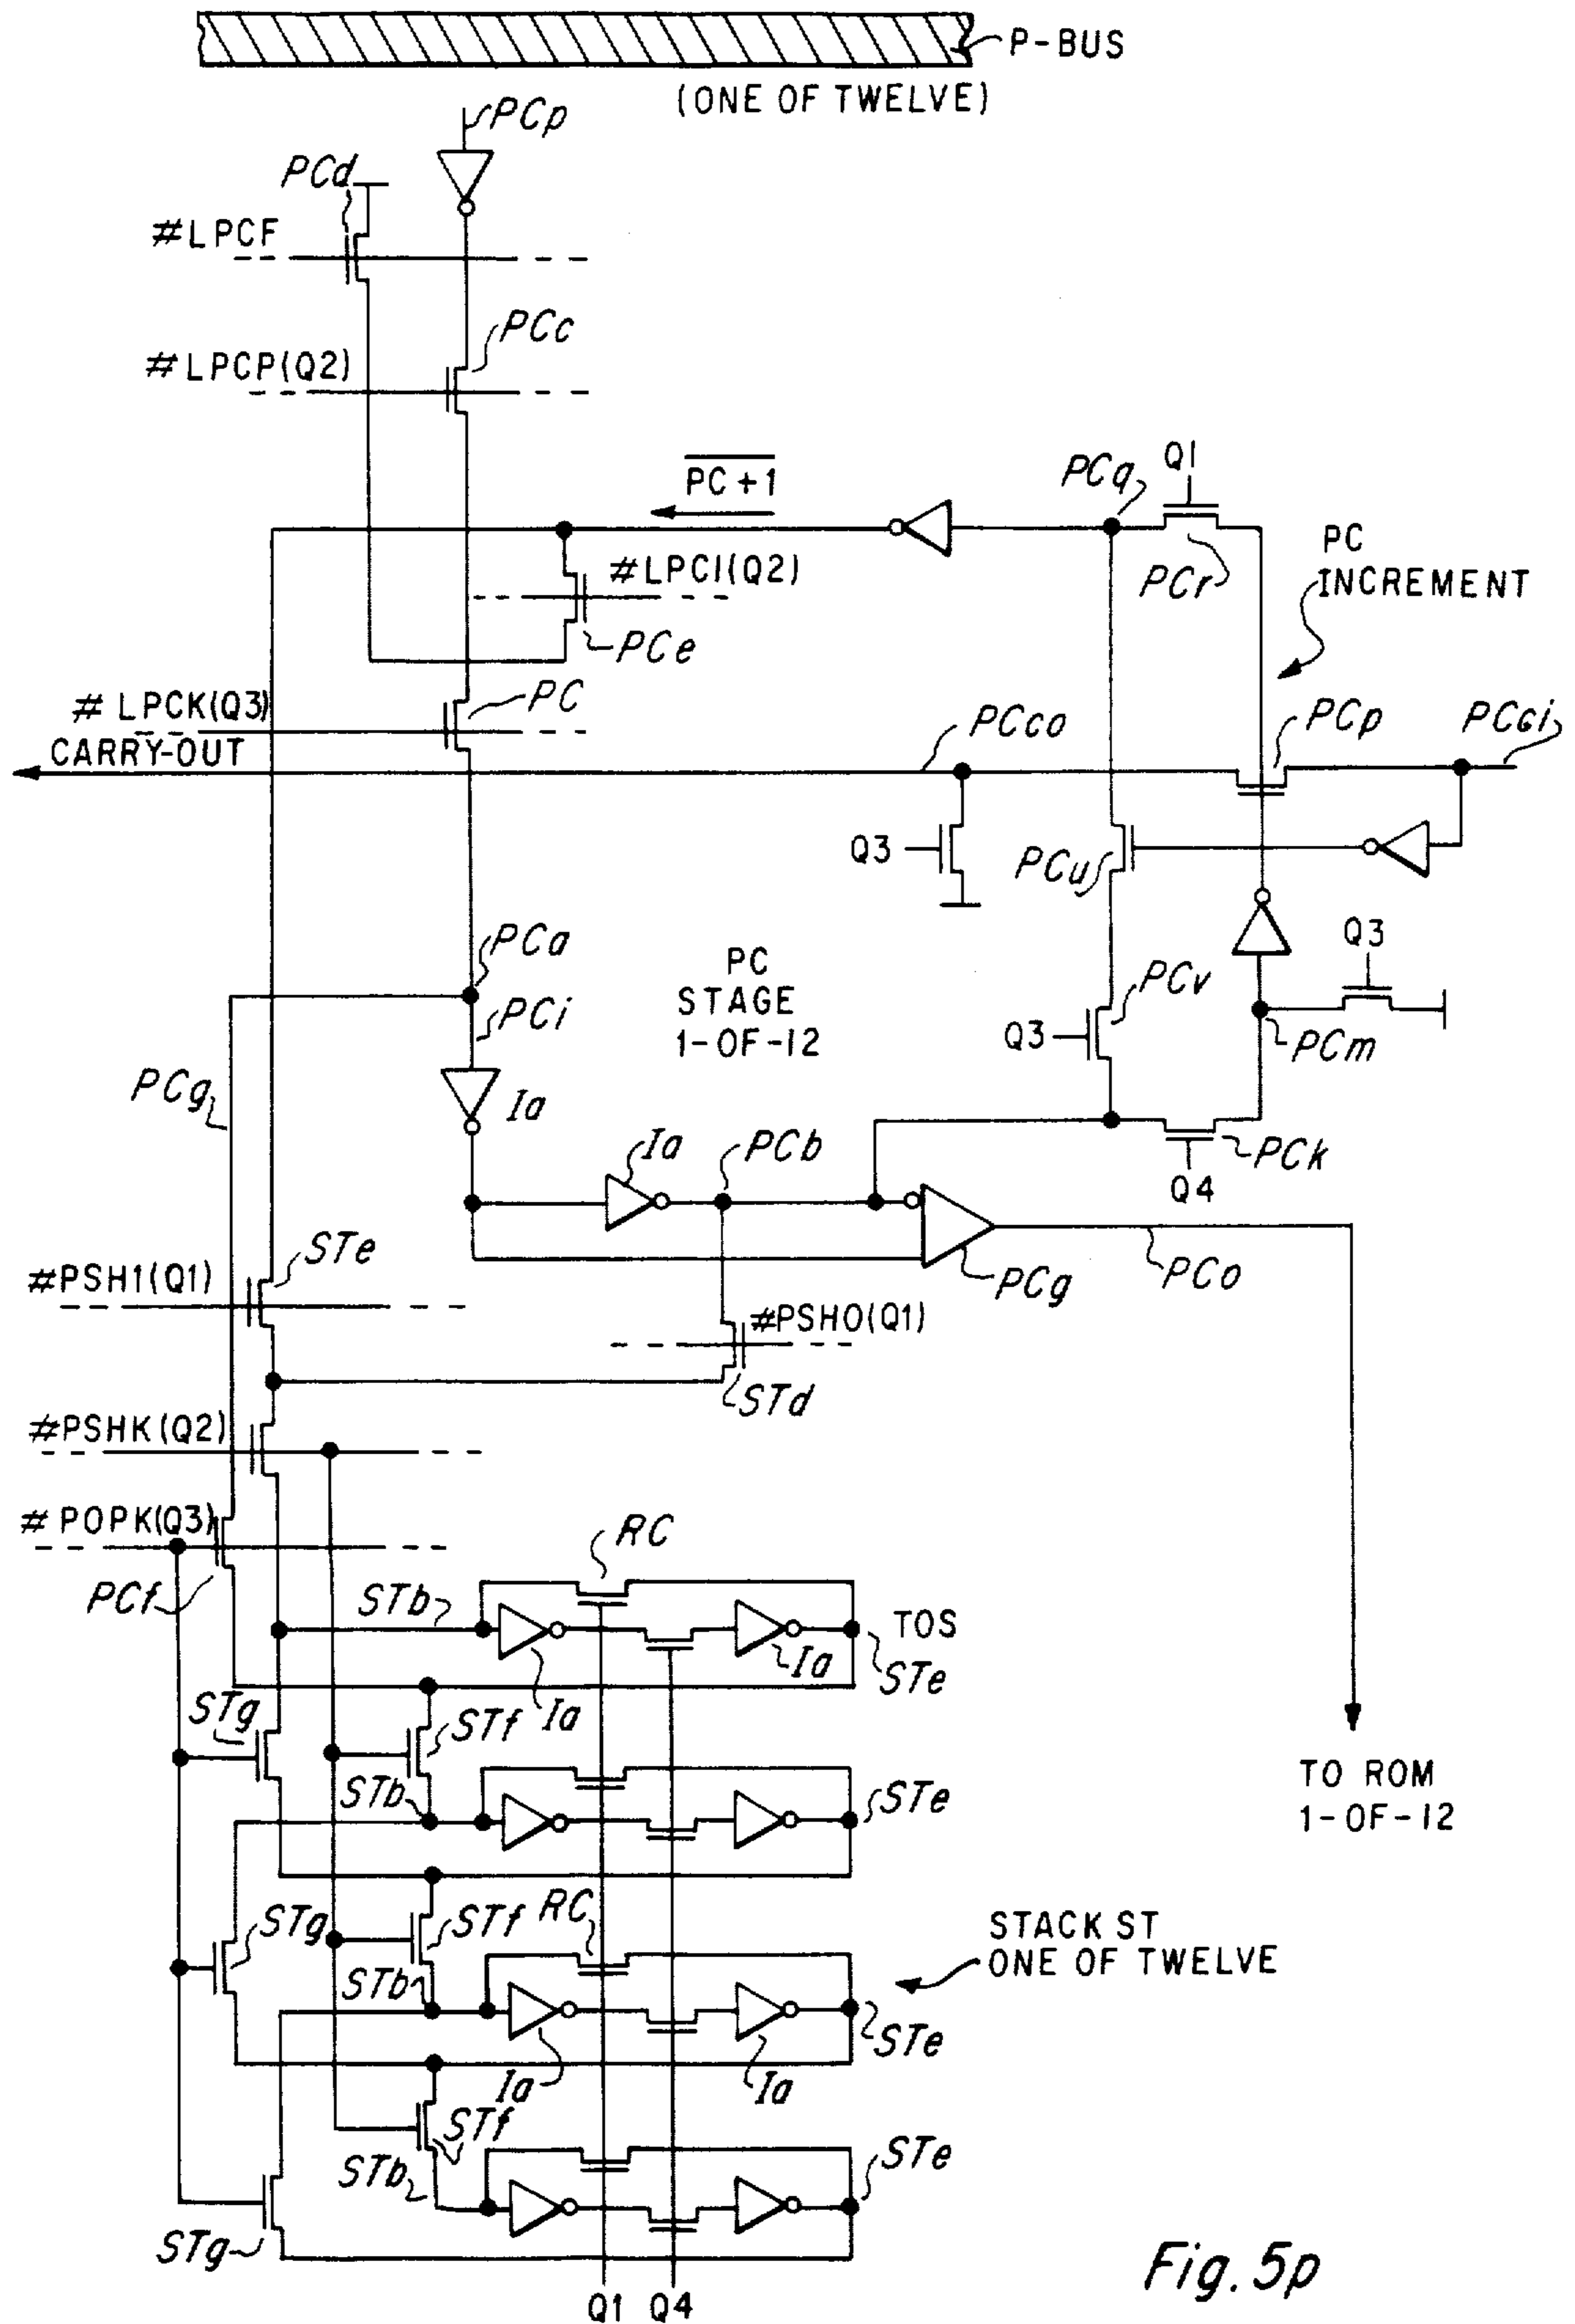 P-BUS
(ONE OF TWELVE)
PCp
PCd
#LPCF
PCc
#LPCP(Q2)
PC+1
PCq
Q1
PCr
PC
INCREMENT
#LPC1(Q2)
PCe
# LPCK(Q3)
PC
CARRY-OUT
PCco
PCp
PCci
Q3
PCu
PCa
PC
STAGE
1-OF-12
PCi
PCv
Q3
Q3
PCm
PCg
Ia
Ia
PCb
PCk
Q4
STe
#PSH1(Q1)
PCg
PCo
#PSHO(Q1)
STd
#PSHK(Q2)
# POPK(Q3)
PCf
RC
STb
TOS
Ia
STe
Ia
STg
STf
STb
STe
TO ROM
1-OF-12
STg
STf
RC
STACK ST
ONE OF TWELVE
STb
STe
Ia
Ia
STf
STb
STe
STg
Q1 Q4
Fig. 5p